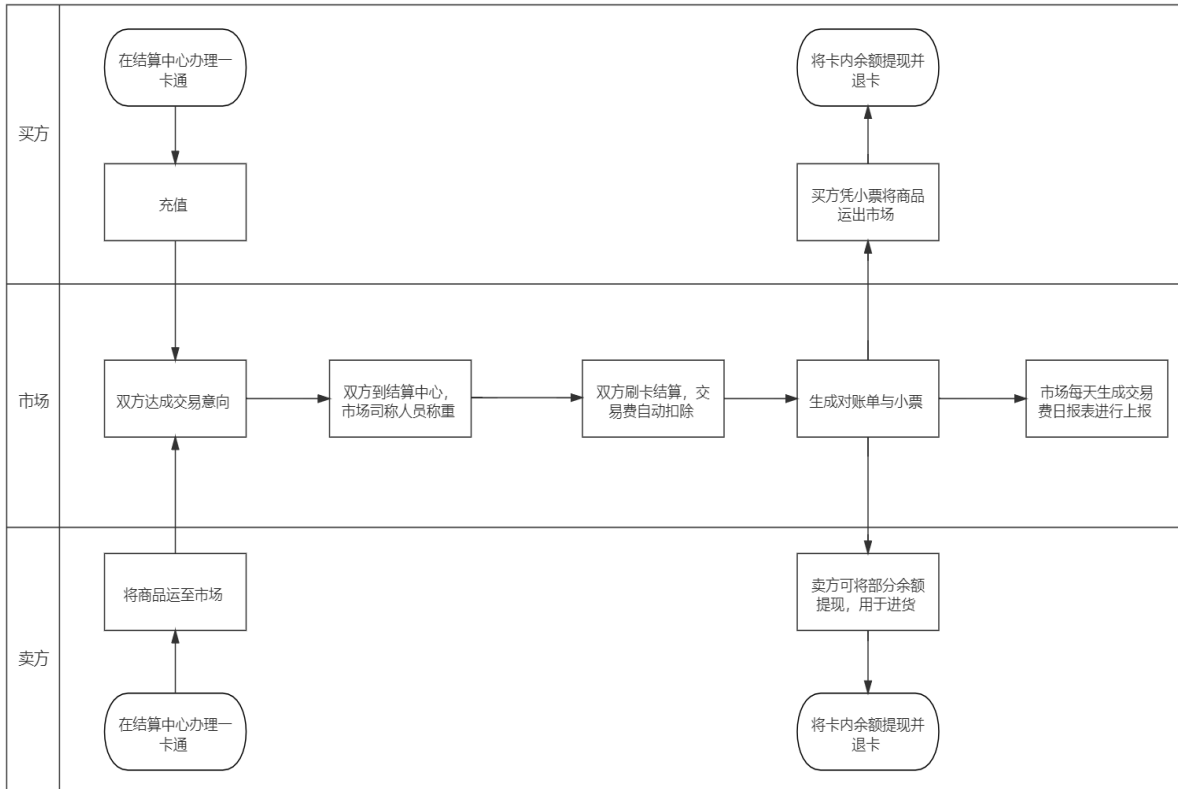 买方
在结算中心办理一
卡通
充值
将卡内余额提现并
退卡
买方凭小票将商品
运出市场
市场
双方达成交易意向
双方到结算中心，
市场司称人员称重
双方刷卡结算，交
易费自动扣除
生成对账单与小票
市场每天生成交易
费日报表进行上报
卖方
将商品运至市场
在结算中心办理一
卡通
卖方可将部分余额
提现，用于进货
将卡内余额提现并
退卡